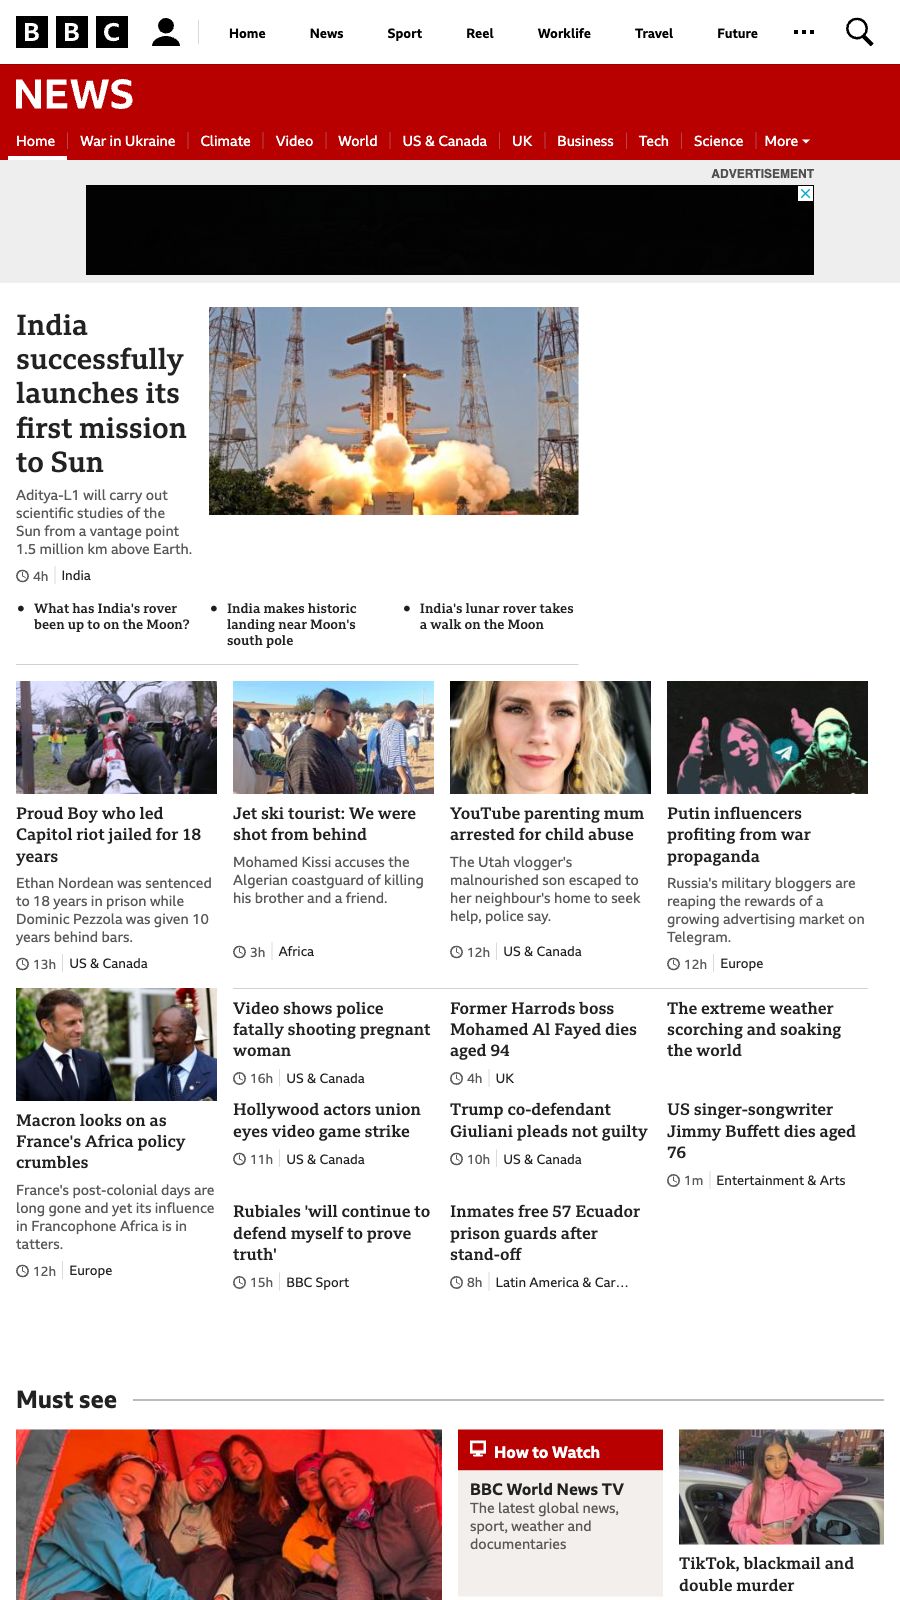 BBC
Home
News
Sport
Reel
Worklife
Travel
Future
NEWS
Home
War in Ukraine
Climate
Video
World
US & Canada
UK
Business
Tech
Science
More
ADVERTISEMENT
India
successfully
launches its
first mission
to Sun
Aditya-L1 will carry out
scientific studies of the
Sun from a vantage point
1.5 million km above Earth.
4h
India
What has India's rover
been up to on the Moon?
India makes historic
landing near Moon's
south pole
India's lunar rover takes
a walk on the Moon
Proud Boy who led
Capitol riot jailed for 18
years
Ethan Nordean was sentenced
to 18 years in prison while
Dominic Pezzola was given 10
years behind bars.
13h
US & Canada
Jet ski tourist: We were
shot from behind
Mohamed Kissi accuses the
Algerian coastguard of killing
his brother and a friend.
3h
Africa
YouTube parenting mum
arrested for child abuse
The Utah vlogger's
malnourished son escaped to
her neighbour's home to seek
help, police say.
12h
US & Canada
Putin influencers
profiting from war
propaganda
Russia's military bloggers are
reaping the rewards of a
growing advertising market on
Telegram.
12h
Europe
Macron looks on as
France's Africa policy
crumbles
France's post-colonial days are
long gone and yet its influence
in Francophone Africa is in
tatters.
12h
Europe
Video shows police
fatally shooting pregnant
woman
16h
US & Canada
Former Harrods boss
Mohamed Al Fayed dies
aged 94
4h
UK
The extreme weather
scorching and soaking
the world
Hollywood actors union
eyes video game strike
11h
US & Canada
Trump co-defendant
Giuliani pleads not guilty
10h
US & Canada
US singer-songwriter
Jimmy Buffett dies aged
76
1m
Entertainment & Arts
Rubiales 'will continue to
defend myself to prove
truth'
15h
BBC Sport
Inmates free 57 Ecuador
prison guards after
stand-off
8h
Latin America & Car…
Must see
How to Watch
BBC World News TV
The latest global news,
sport, weather and
documentaries
TikTok, blackmail and
double murder